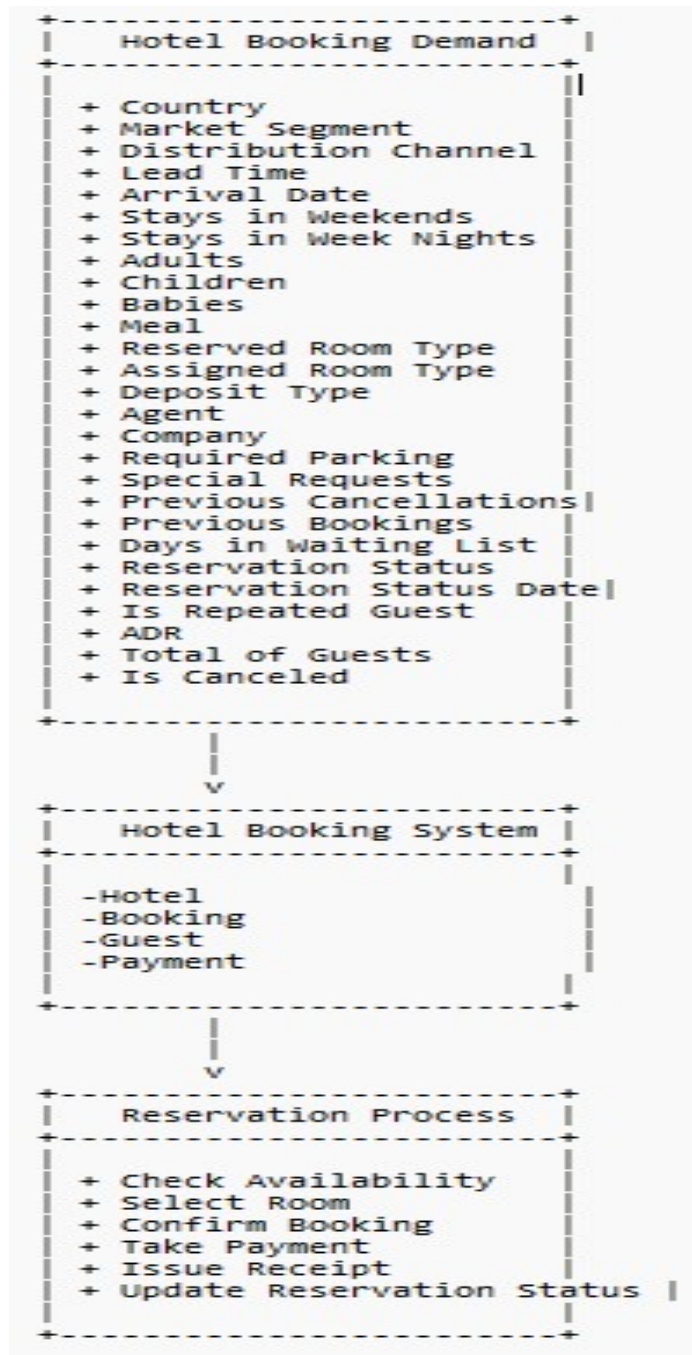 +------------------------+
|    Hotel Booking Demand  |
+------------------------+
|                        ||
| + Country              |
| + Market Segment       |
| + Distribution Channel |
| + Lead Time            |
| + Arrival Date         |
| + Stays in Weekends    |
| + Stays in Week Nights |
| + Adults               |
| + Children             |
| + Babies               |
| + Meal                 |
| + Reserved Room Type   |
| + Assigned Room Type   |
| + Deposit Type         |
| + Agent                |
| + Company              |
| + Required Parking     |
| + Special Requests     |
| + Previous Cancellations|
| + Previous Bookings    |
| + Days in Waiting List |
| + Reservation Status   |
| + Reservation Status Date|
| + Is Repeated Guest    |
| + ADR                  |
| + Total of Guests      |
| + Is Canceled          |
|                        |
+------------------------+
        |
        |
        v
+------------------------+
|   Hotel Booking System |
+------------------------+
|                        |
| -Hotel                  |
| -Booking                |
| -Guest                  |
| -Payment                |
|                        |
+------------------------+
        |
        |
        v
+------------------------+
|   Reservation Process  |
+------------------------+
|                        |
| + Check Availability   |
| + Select Room          |
| + Confirm Booking      |
| + Take Payment         |
| + Issue Receipt        |
| + Update Reservation Status |
|                        |
+------------------------+